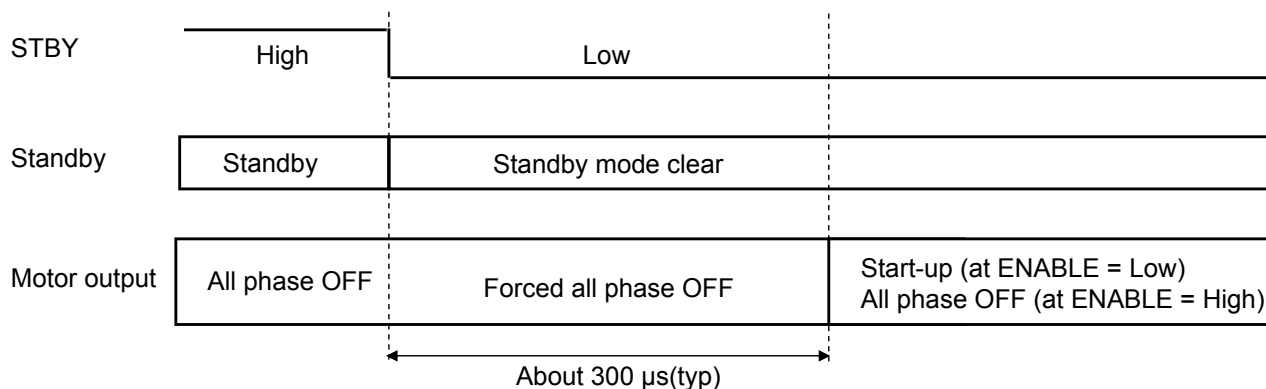 STBY
High
Low
Standby
Standby
Standby mode clear
Motor output
All phase OFF
Forced all phase OFF
Start-up (at ENABLE = Low)
All phase OFF (at ENABLE = High)
About 300 μs(typ)